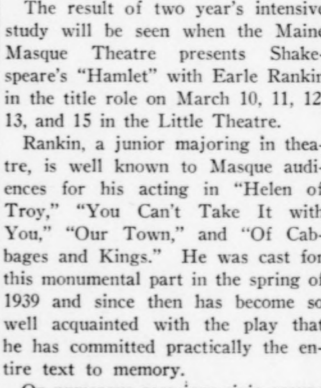 The result of two year's intensive
study will be seen when the Maine
Masque Theatre presents Shake-
speare's "Hamlet" with Earle Rankin
in the title role on March 10, 11, 12
13, and 15 in the Little Theatre.
Rankin, a junior majoring in thea-
tre, is well known to Masque audi-
ences for his acting in "Helen of
Troy," "You Can't Take It with
You," "Our Town," and "Of Cab-
bages and Kings." He was cast for
this monumental part in the spring of
1939 and since then has become so
well acquainted with the play that
he has committed practically the en-
tire text to memory.